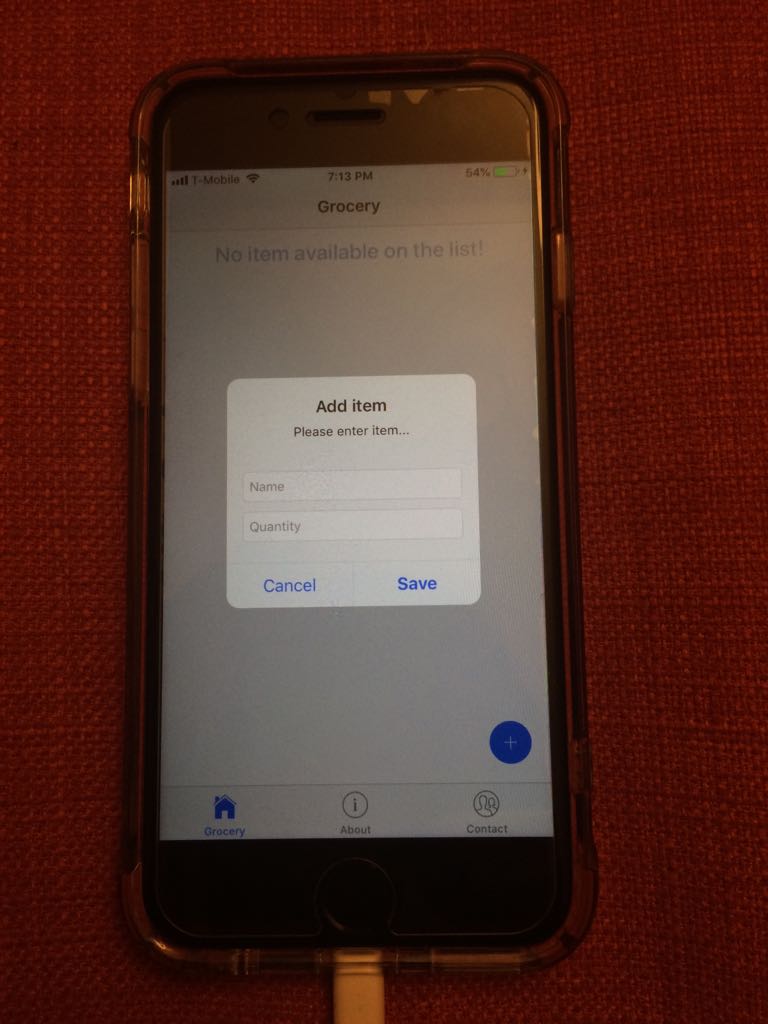 T-Mobile 7:13 PM 54%
Grocery
No item available on the list!
Add item
Please enter item...
Name
Quantity
Cancel Save
+
Grocery About Contact